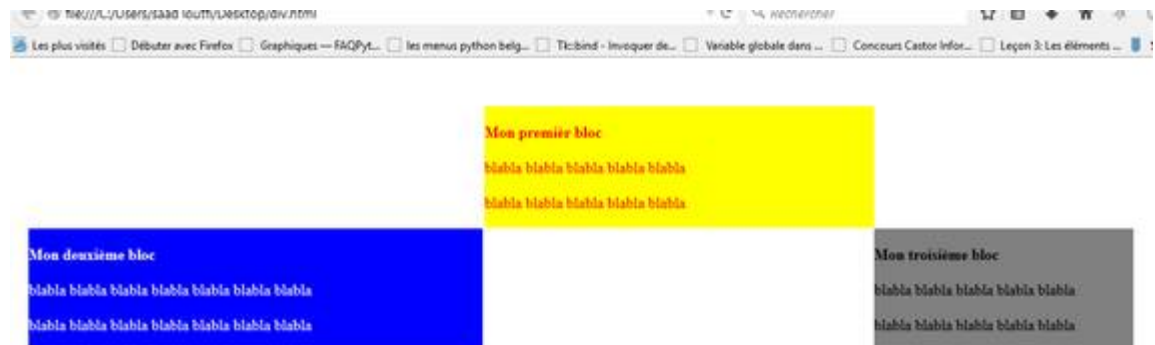 file:///C:/Users/saad louth/Desktop/div.html Rechercher
Les plus visités Débuter avec Firefox Graphiques — FAQPyt... les menus python belg... Tk:bind - Invoquer de... Variable globale dans ... Concours Castor Infor... Leçon 3: Les éléments ...
Mon premièr bloc
blabla blabla blabla blabla blabla
blabla blabla blabla blabla blabla
Mon deuxième bloc
blabla blabla blabla blabla blabla blabla blabla
blabla blabla blabla blabla blabla blabla blabla
Mon troisième bloc
blabla blabla blabla blabla blabla
blabla blabla blabla blabla blabla